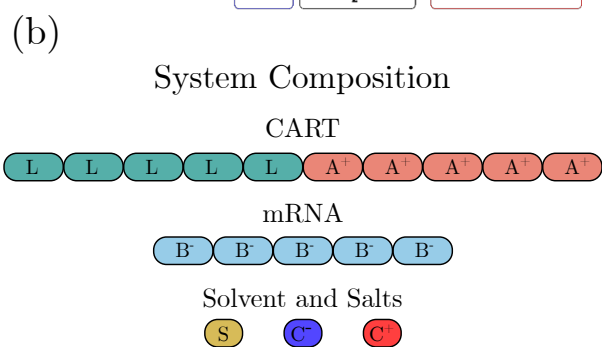 (b)
System Composition
CART
L L L L L A⁺ A⁺ A⁺ A⁺ A⁺
mRNA
B⁻ B⁻ B⁻ B⁻ B⁻
Solvent and Salts
S C⁻ C⁺